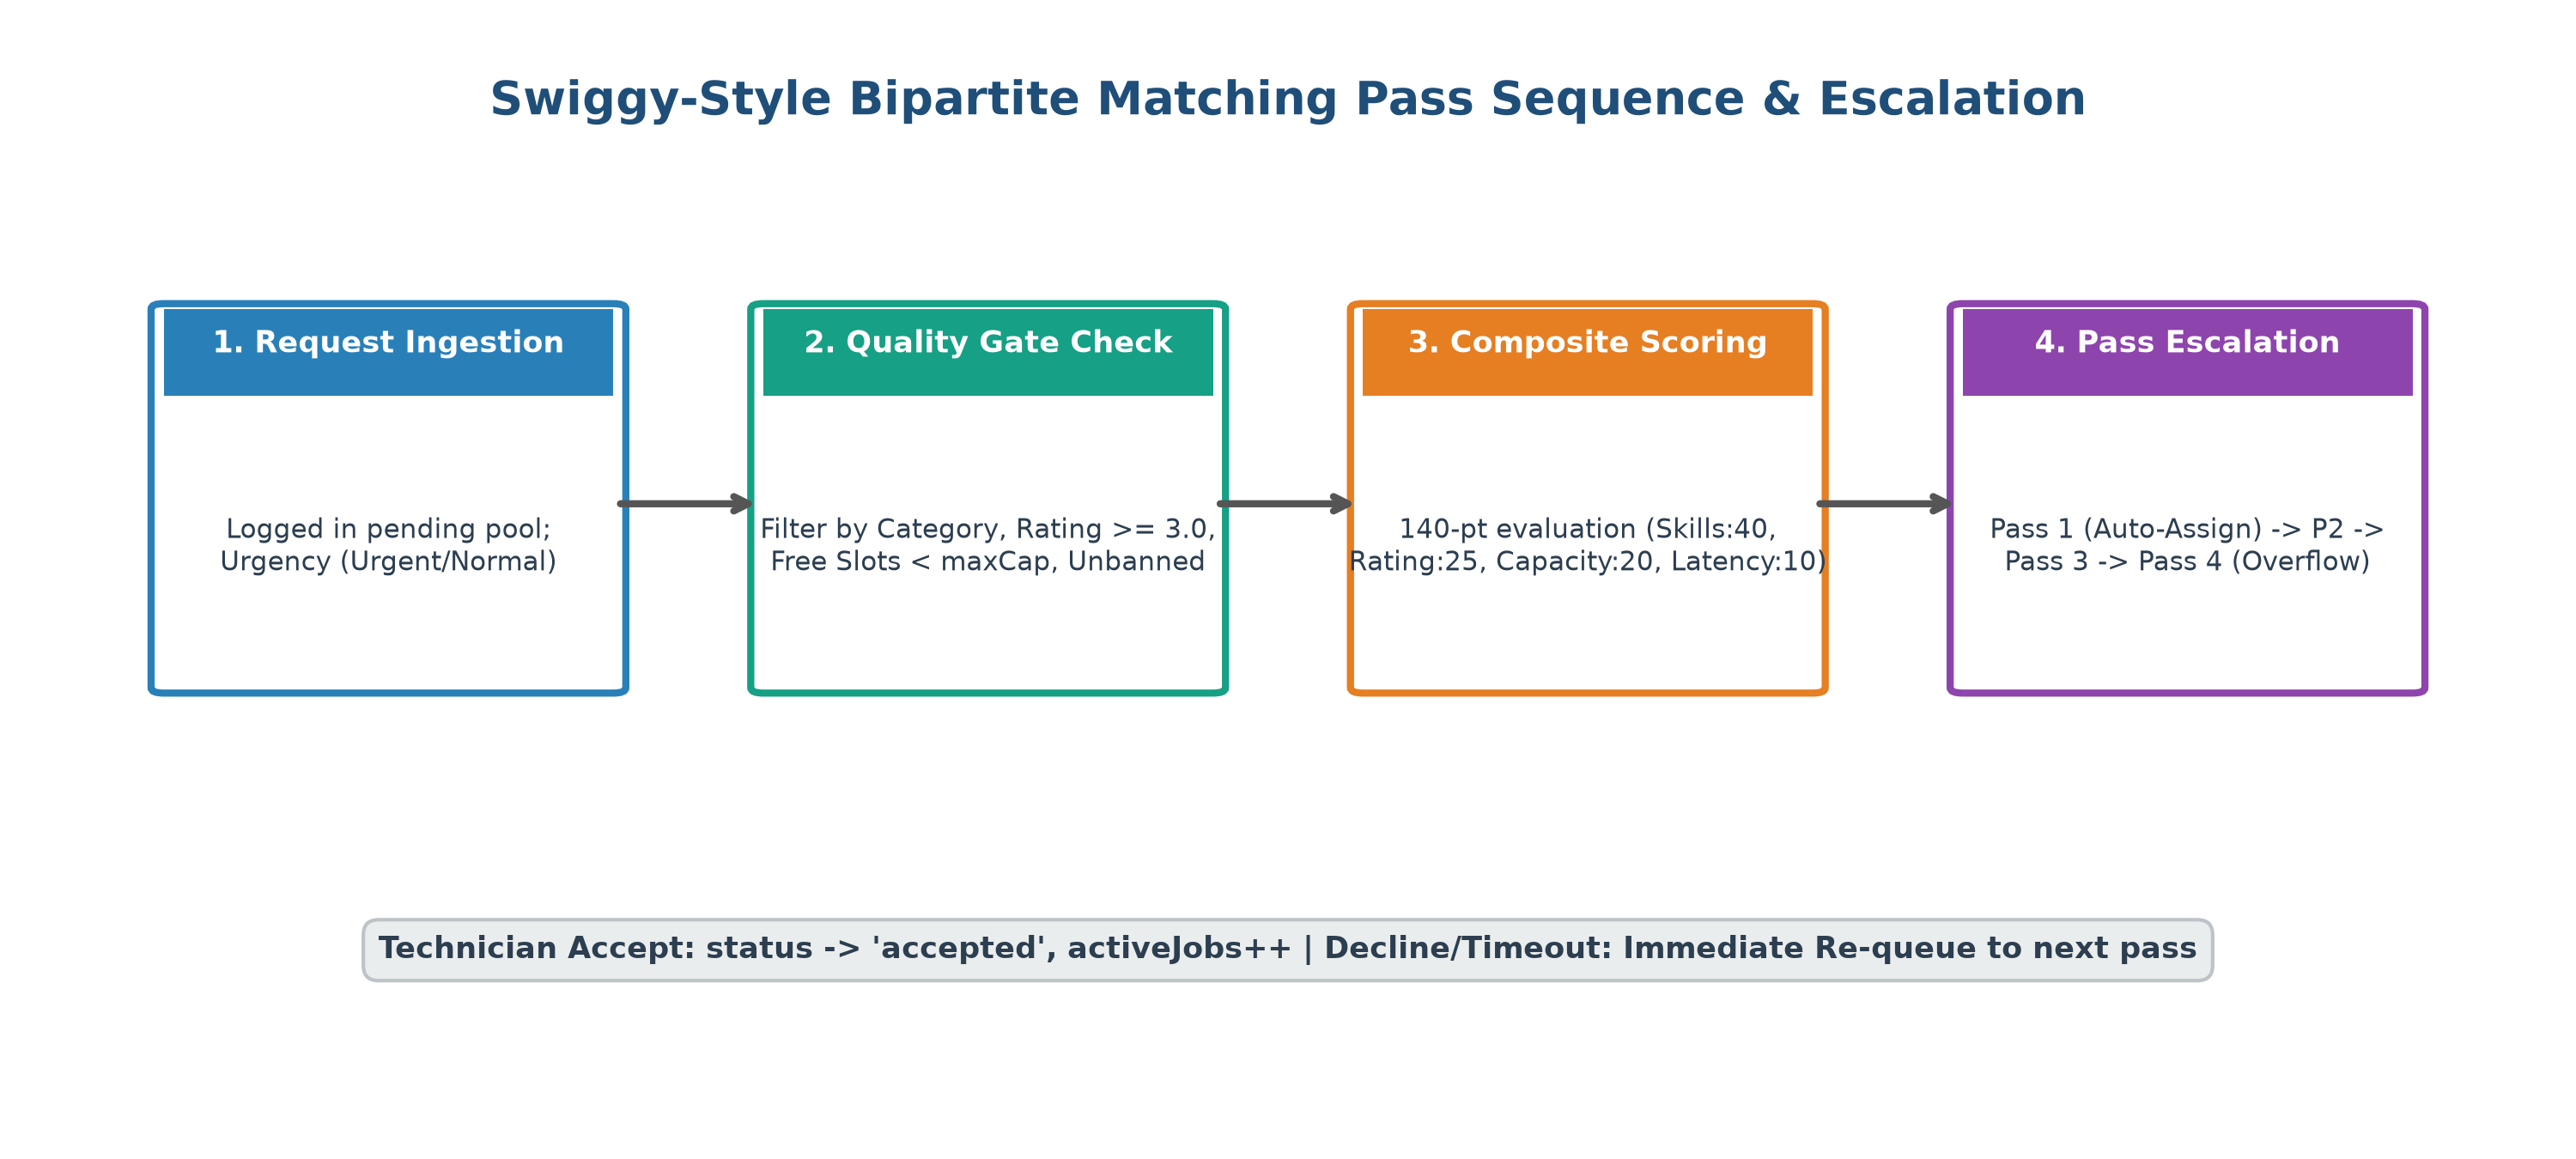 Swiggy-Style Bipartite Matching Pass Sequence & Escalation
1. Request Ingestion
Logged in pending pool;
Urgency (Urgent/Normal)
2. Quality Gate Check
Filter by Category, Rating >= 3.0,
Free Slots < maxCap, Unbanned
3. Composite Scoring
140-pt evaluation (Skills:40,
Rating:25, Capacity:20, Latency:10)
4. Pass Escalation
Pass 1 (Auto-Assign) -> P2 ->
Pass 3 -> Pass 4 (Overflow)
Technician Accept: status -> 'accepted', activeJobs++ | Decline/Timeout: Immediate Re-queue to next pass